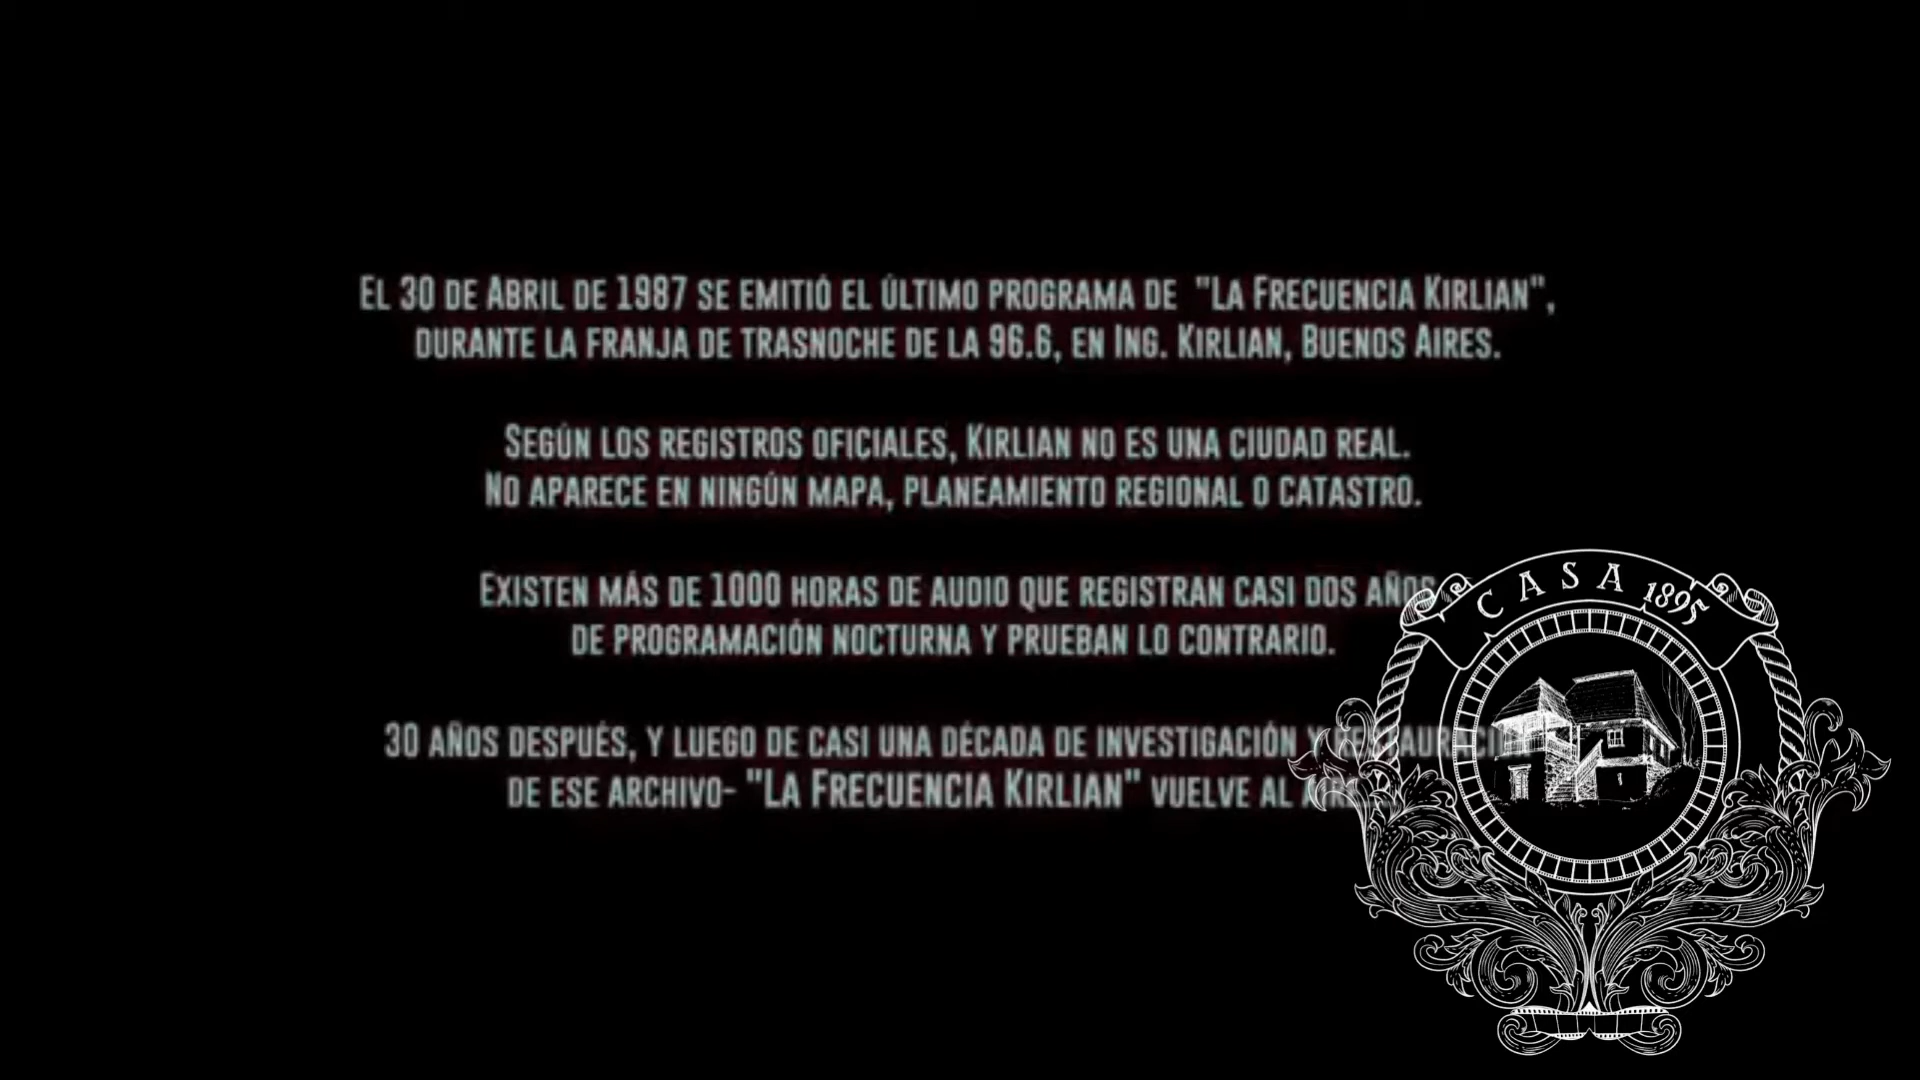 El 30 de Abril de 1987 se emitió el último programa de "La Frecuencia Kirlian",
durante la franja de trasnoche de la 96.6, en Ing. Kirlian, Buenos Aires.
Según los registros oficiales, Kirlian no es una ciudad real.
No aparece en ningún mapa, planeamiento regional o catastro.
Existen más de 1000 horas de audio que registran casi dos años
de programación nocturna y prueban lo contrario.
30 años después, y luego de casi una década de investigación y
de ese archivo- "La Frecuencia Kirlian" vuelve al
CASA 1895